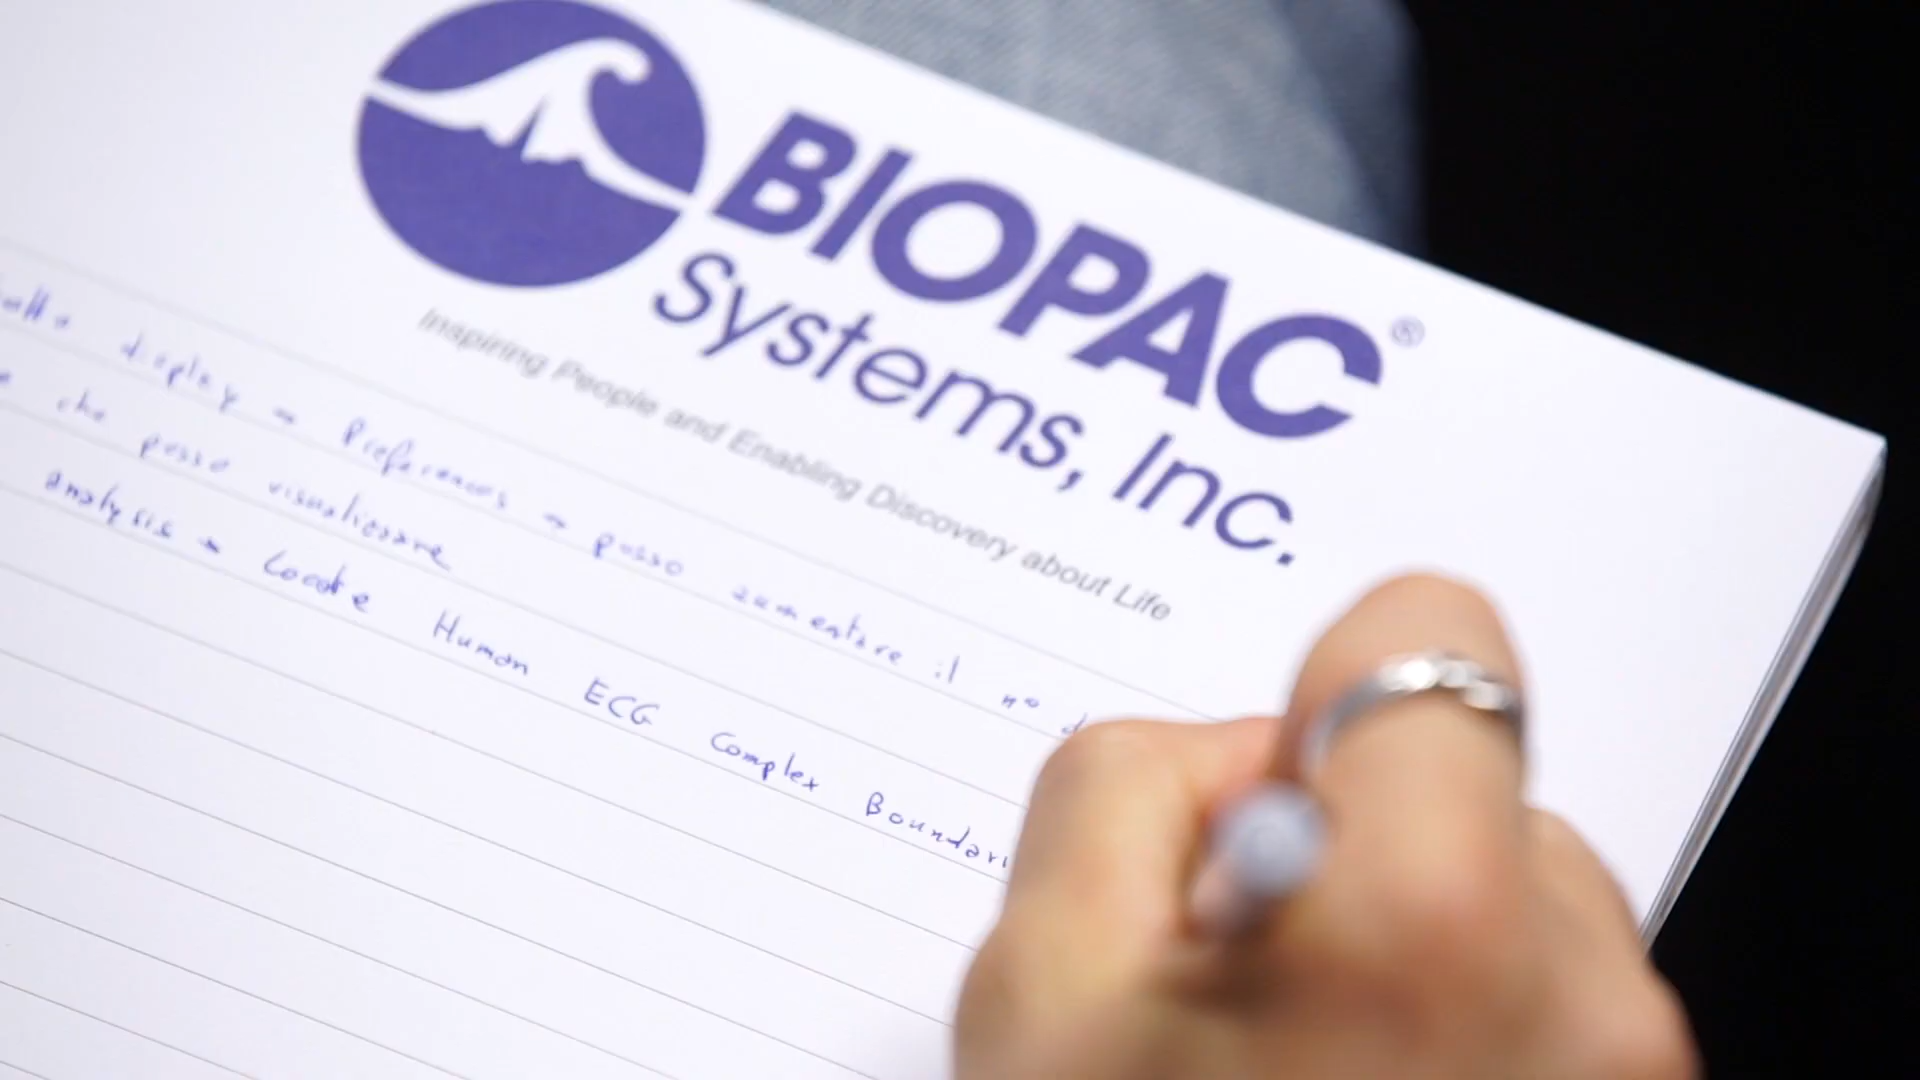 BIOPAC®
Systems, Inc.
Inspiring People and Enabling Discovery about Life
display → Preferences → posso aumentare il n°
che posso visualizzare
analysis → Locate Human ECG Complex Boundari